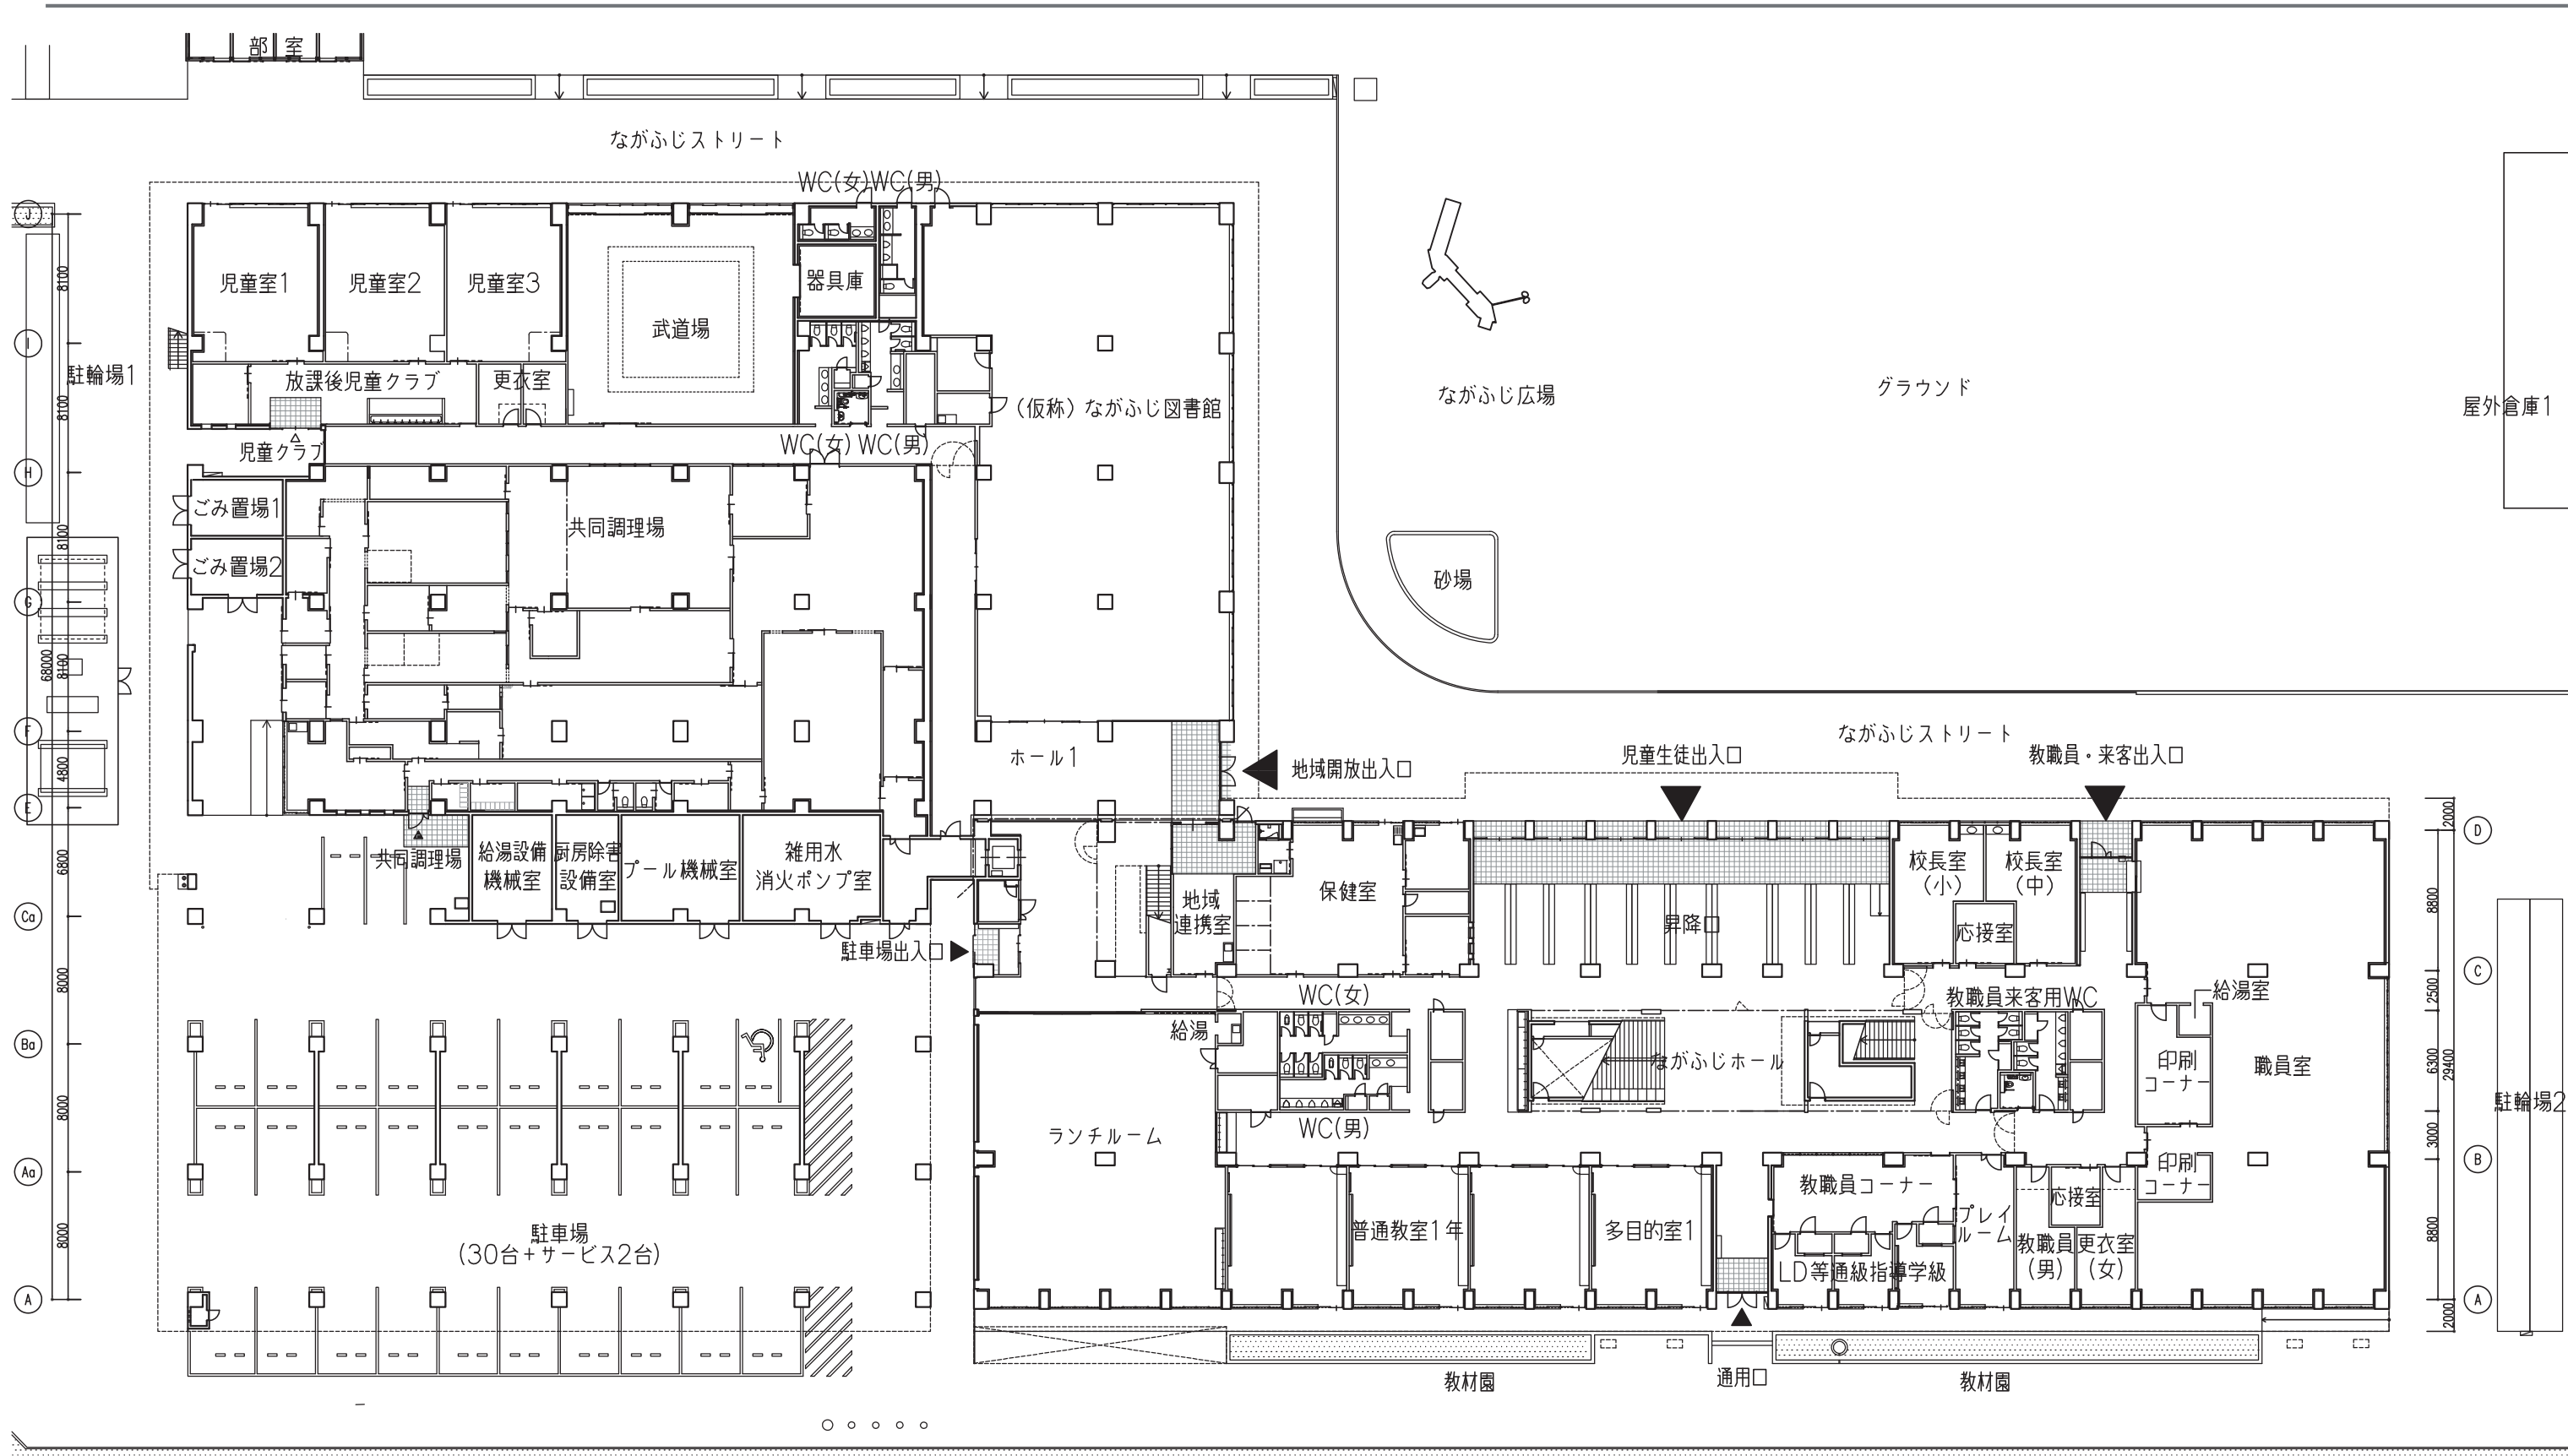 部 室
ながふじストリート
WC(女)WC(男)
J
8100
児童室1
児童室2
児童室3
器具庫
武道場
I
駐輪場1
放課後児童クラブ
更衣室
(仮称)ながふじ図書館
ながふじ広場
グラウンド
屋外倉庫1
8100
児童クラブ
WC(女) WC(男)
H
ごみ置場1
共同調理場
8100
ごみ置場2
砂場
G
68000
8100
F
ホール1
ながふじストリート
地域開放出入口
児童生徒出入口
教職員・来客出入口
4800
E
2000
D
6800
共同調理場
給湯設備
機械室
厨房除害
設備室
プール機械室
雑用水
消火ポンプ室
地域
連携室
保健室
昇降口
校長室
(小)
校長室
(中)
応接室
8800
Ca
駐車場出入口
8000
C
WC(女)
教職員来客用WC
給湯室
2500
給湯
Ba
ながふじホール
印刷
コーナー
職員室
6300
29400
8000
ランチルーム
WC(男)
駐輪場2
3000
Aa
印刷
コーナー
B
教職員コーナー
応接室
駐車場
(30台+サービス2台)
普通教室1年
多目的室1
プレイ
ルーム
教職員
(男)
更衣室
(女)
8800
8000
LD等通級指導学級
A
A
2000
教材園
通用口
教材園